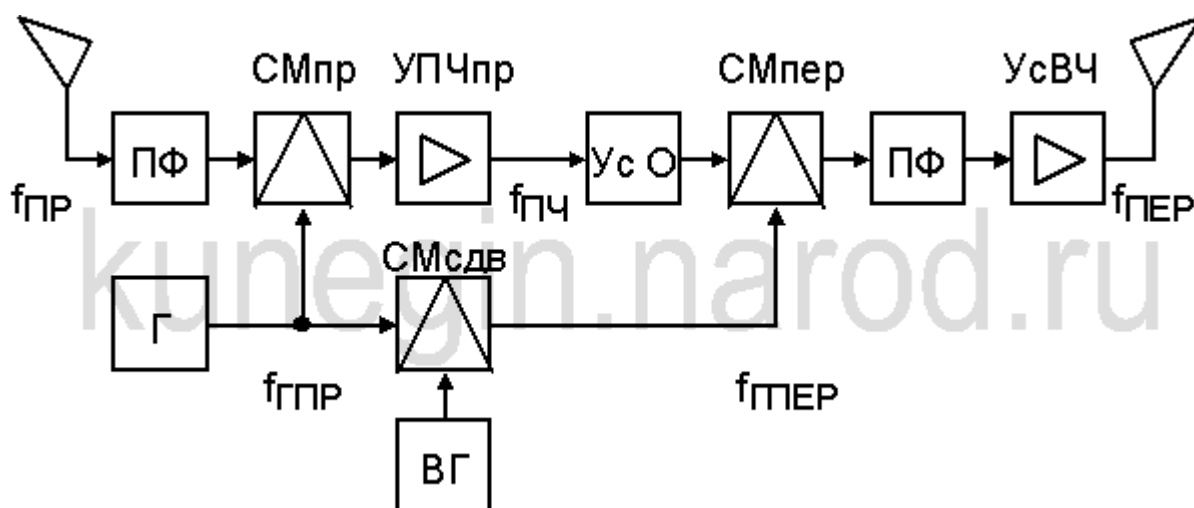 СМпр УПЧпр СМпер УсВЧ
ПФ Ус О ПФ
fПР fПЧ fПЕР
СМсдв
kunegin.narod.ru
Г
fГПР fГПЕР
ВГ